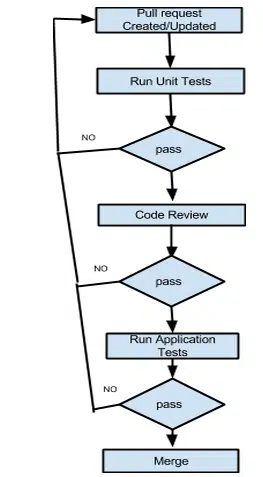 Pull request
Created/Updated
Run Unit Tests
NO
pass
Code Review
NO
pass
Run Application
Tests
NO
pass
Merge